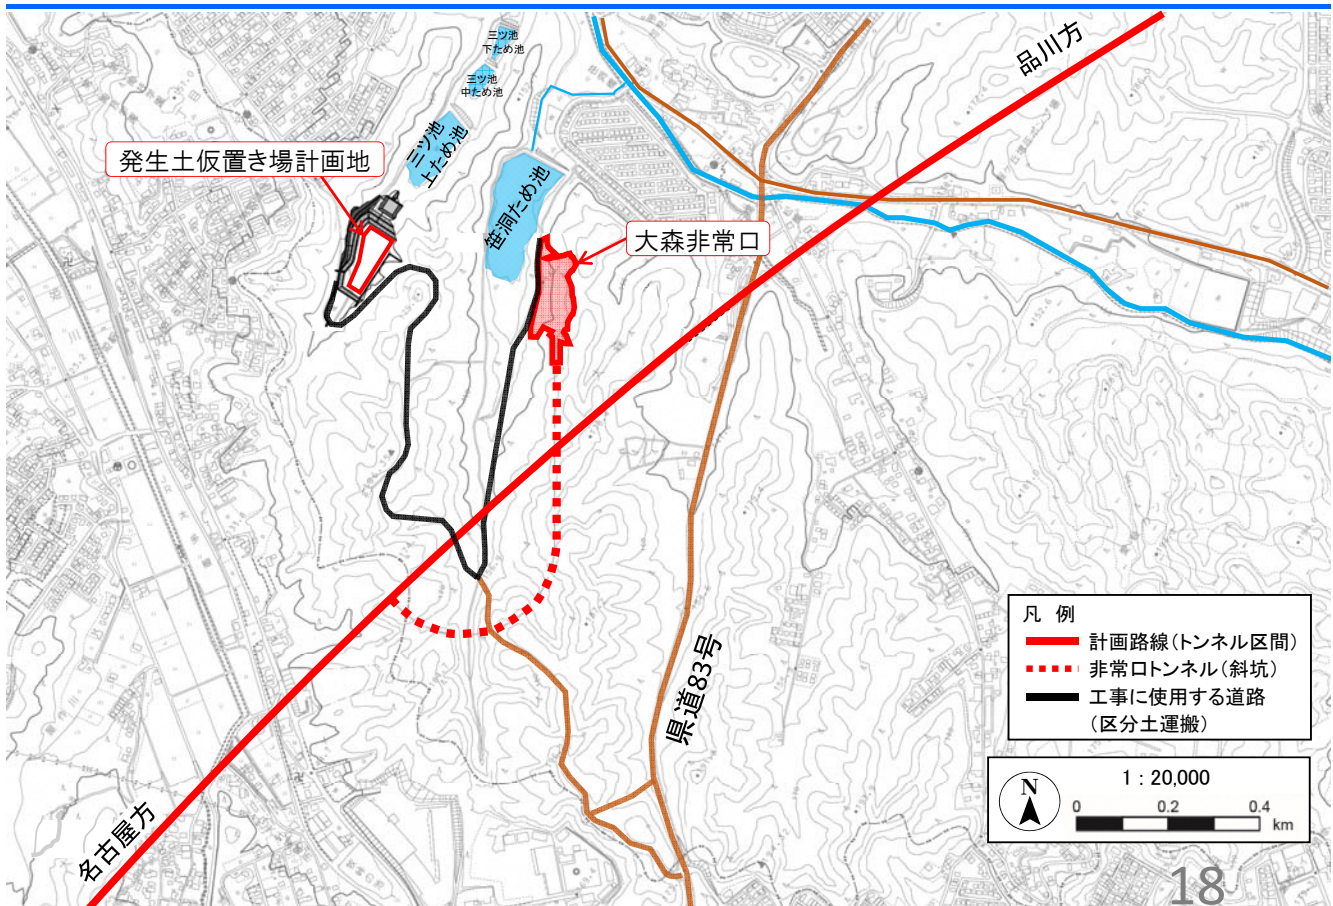 三ツ池
下ため池
三ツ池
中ため池
三ツ池
上ため池
笹洞ため池
品川方
発生土仮置き場計画地
大森非常口
県道83号
名古屋方
凡 例
計画路線(トンネル区間)
非常口トンネル(斜坑)
工事に使用する道路
(区分土運搬)
N
1:20,000
0 0.2 0.4
km
18